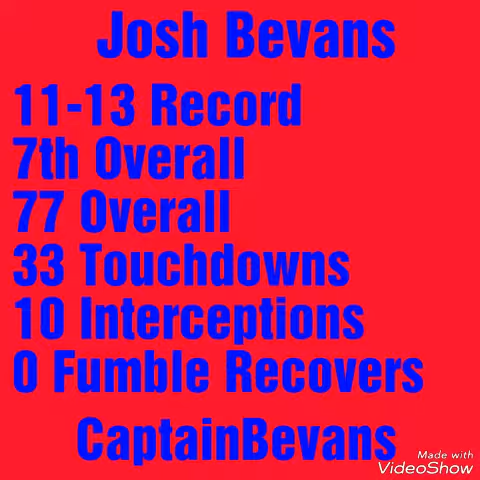 Josh Bevans
11-13 Record
7th Overall
77 Overall
33 Touchdowns
10 Interceptions
0 Fumble Recovers
CaptainBevans
Made with
VideoShow